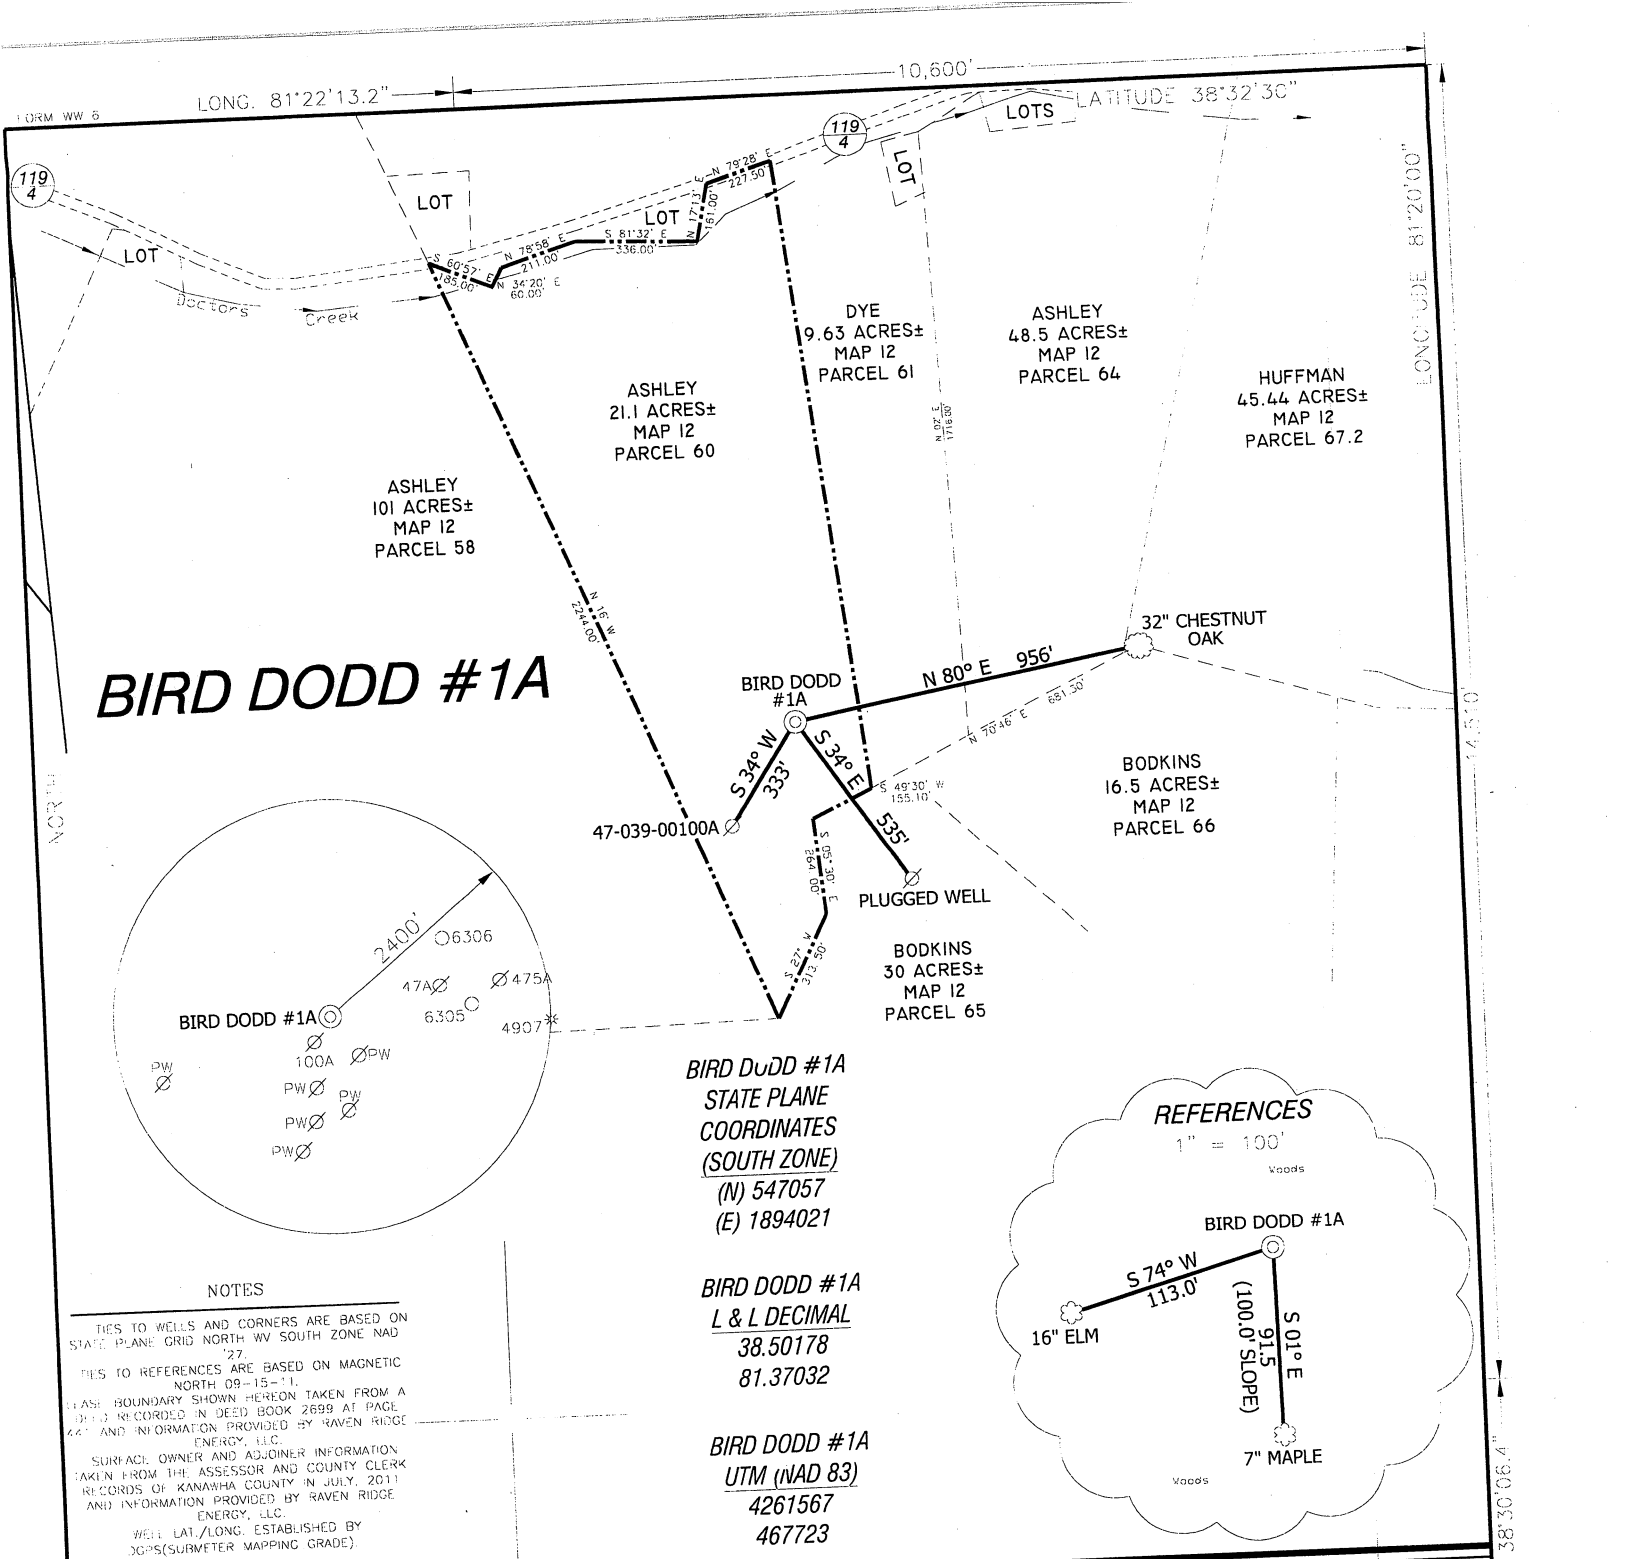 FORM WW 6
LONG. 81°22'13.2"
10,600'
LATITUDE 38°32'30"
119
4
119
4
LOT
LOT
LOT
LOT
LOTS
LONGITUDE 81°20'00"
Doctors
Creek
S 60°57' E
185.00'
N 34°20' E
60.00'
N 78°58' E
211.00'
S 81°32' E
336.00'
N 17°13' E
161.00'
N 79°28' E
227.50'
ASHLEY
101 ACRES±
MAP 12
PARCEL 58
ASHLEY
21.1 ACRES±
MAP 12
PARCEL 60
DYE
9.63 ACRES±
MAP 12
PARCEL 61
ASHLEY
48.5 ACRES±
MAP 12
PARCEL 64
HUFFMAN
45.44 ACRES±
MAP 12
PARCEL 67.2
N 02° E
1716.00'
N 16° W
2244.00'
BIRD DODD #1A
BIRD DODD
#1A
N 80° E 956'
32" CHESTNUT
OAK
N 70°46' E 681.30'
S 34° W
333'
S 34° E
535'
S 49°30' W
155.10'
S 05°30' E
264.00'
S 27° W
313.50'
47-039-00100A
PLUGGED WELL
BODKINS
16.5 ACRES±
MAP 12
PARCEL 66
BODKINS
30 ACRES±
MAP 12
PARCEL 65
14,510'
NORTH
2400'
6306
47A
475A
6305
4907
BIRD DODD #1A
100A
PW
PW
PW
PW
PW
PW
BIRD DODD #1A
STATE PLANE
COORDINATES
(SOUTH ZONE)
(N) 547057
(E) 1894021
BIRD DODD #1A
L & L DECIMAL
38.50178
81.37032
BIRD DODD #1A
UTM (NAD 83)
4261567
467723
REFERENCES
1" = 100'
Woods
BIRD DODD #1A
S 74° W
113.0'
16" ELM
S 01° E
91.5
(100.0' SLOPE)
7" MAPLE
Woods
38°30'06.4"
NOTES
TIES TO WELLS AND CORNERS ARE BASED ON
STATE PLANE GRID NORTH WV SOUTH ZONE NAD
'27.
TIES TO REFERENCES ARE BASED ON MAGNETIC
NORTH 09-15-11.
LEASE BOUNDARY SHOWN HEREON TAKEN FROM A
DEED RECORDED IN DEED BOOK 2699 AT PAGE
AND INFORMATION PROVIDED BY RAVEN RIDGE
ENERGY, LLC.
SURFACE OWNER AND ADJOINER INFORMATION
TAKEN FROM THE ASSESSOR AND COUNTY CLERK
RECORDS OF KANAWHA COUNTY IN JULY, 2011
AND INFORMATION PROVIDED BY RAVEN RIDGE
ENERGY, LLC.
WELL LAT./LONG. ESTABLISHED BY
DGPS(SUBMETER MAPPING GRADE).